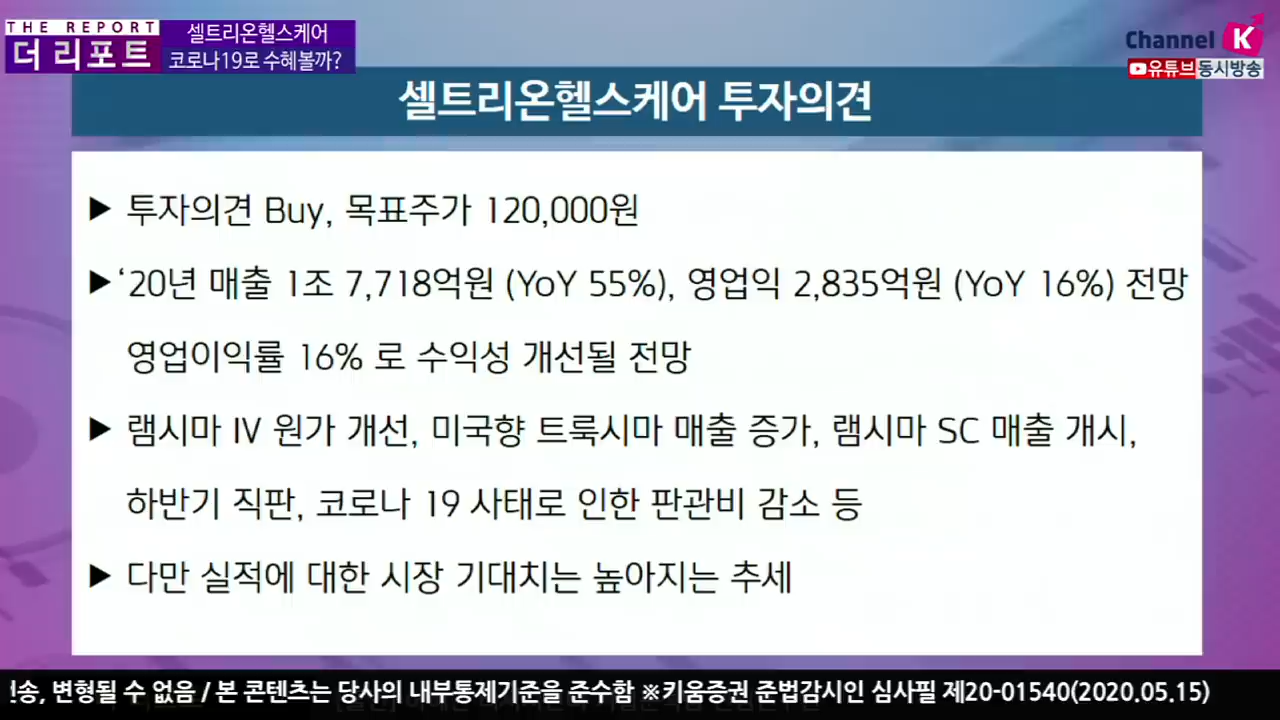 THE REPORT
더 리포트
셀트리온헬스케어
코로나19로 수혜볼까?
Channel K
유튜브 동시방송
셀트리온헬스케어 투자의견
▶ 투자의견 Buy, 목표주가 120,000원
▶ ‘20년 매출 1조 7,718억원 (YoY 55%), 영업익 2,835억원 (YoY 16%) 전망
영업이익률 16% 로 수익성 개선될 전망
▶ 램시마 IV 원가 개선, 미국향 트룩시마 매출 증가, 램시마 SC 매출 개시,
하반기 직판, 코로나 19 사태로 인한 판관비 감소 등
▶ 다만 실적에 대한 시장 기대치는 높아지는 추세
변형될 수 없음 / 본 콘텐츠는 당사의 내부통제기준을 준수함 ※키움증권 준법감시인 심사필 제20-01540(2020.05.15)